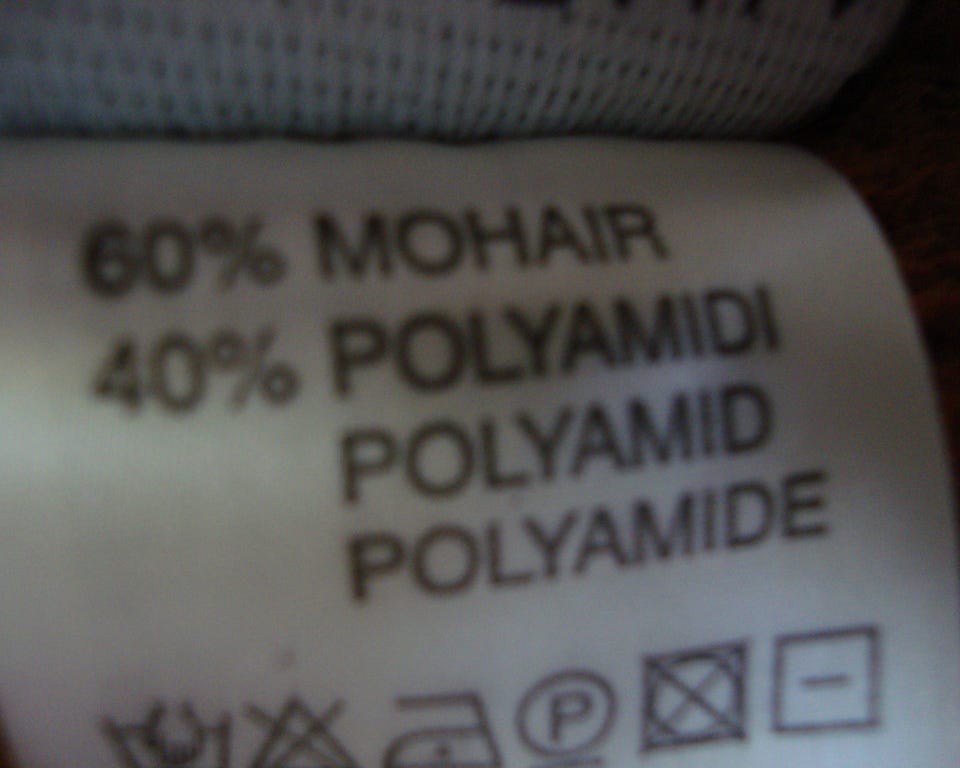 60% MOHAIR
40% POLYAMIDI
POLYAMID
POLYAMIDE
P